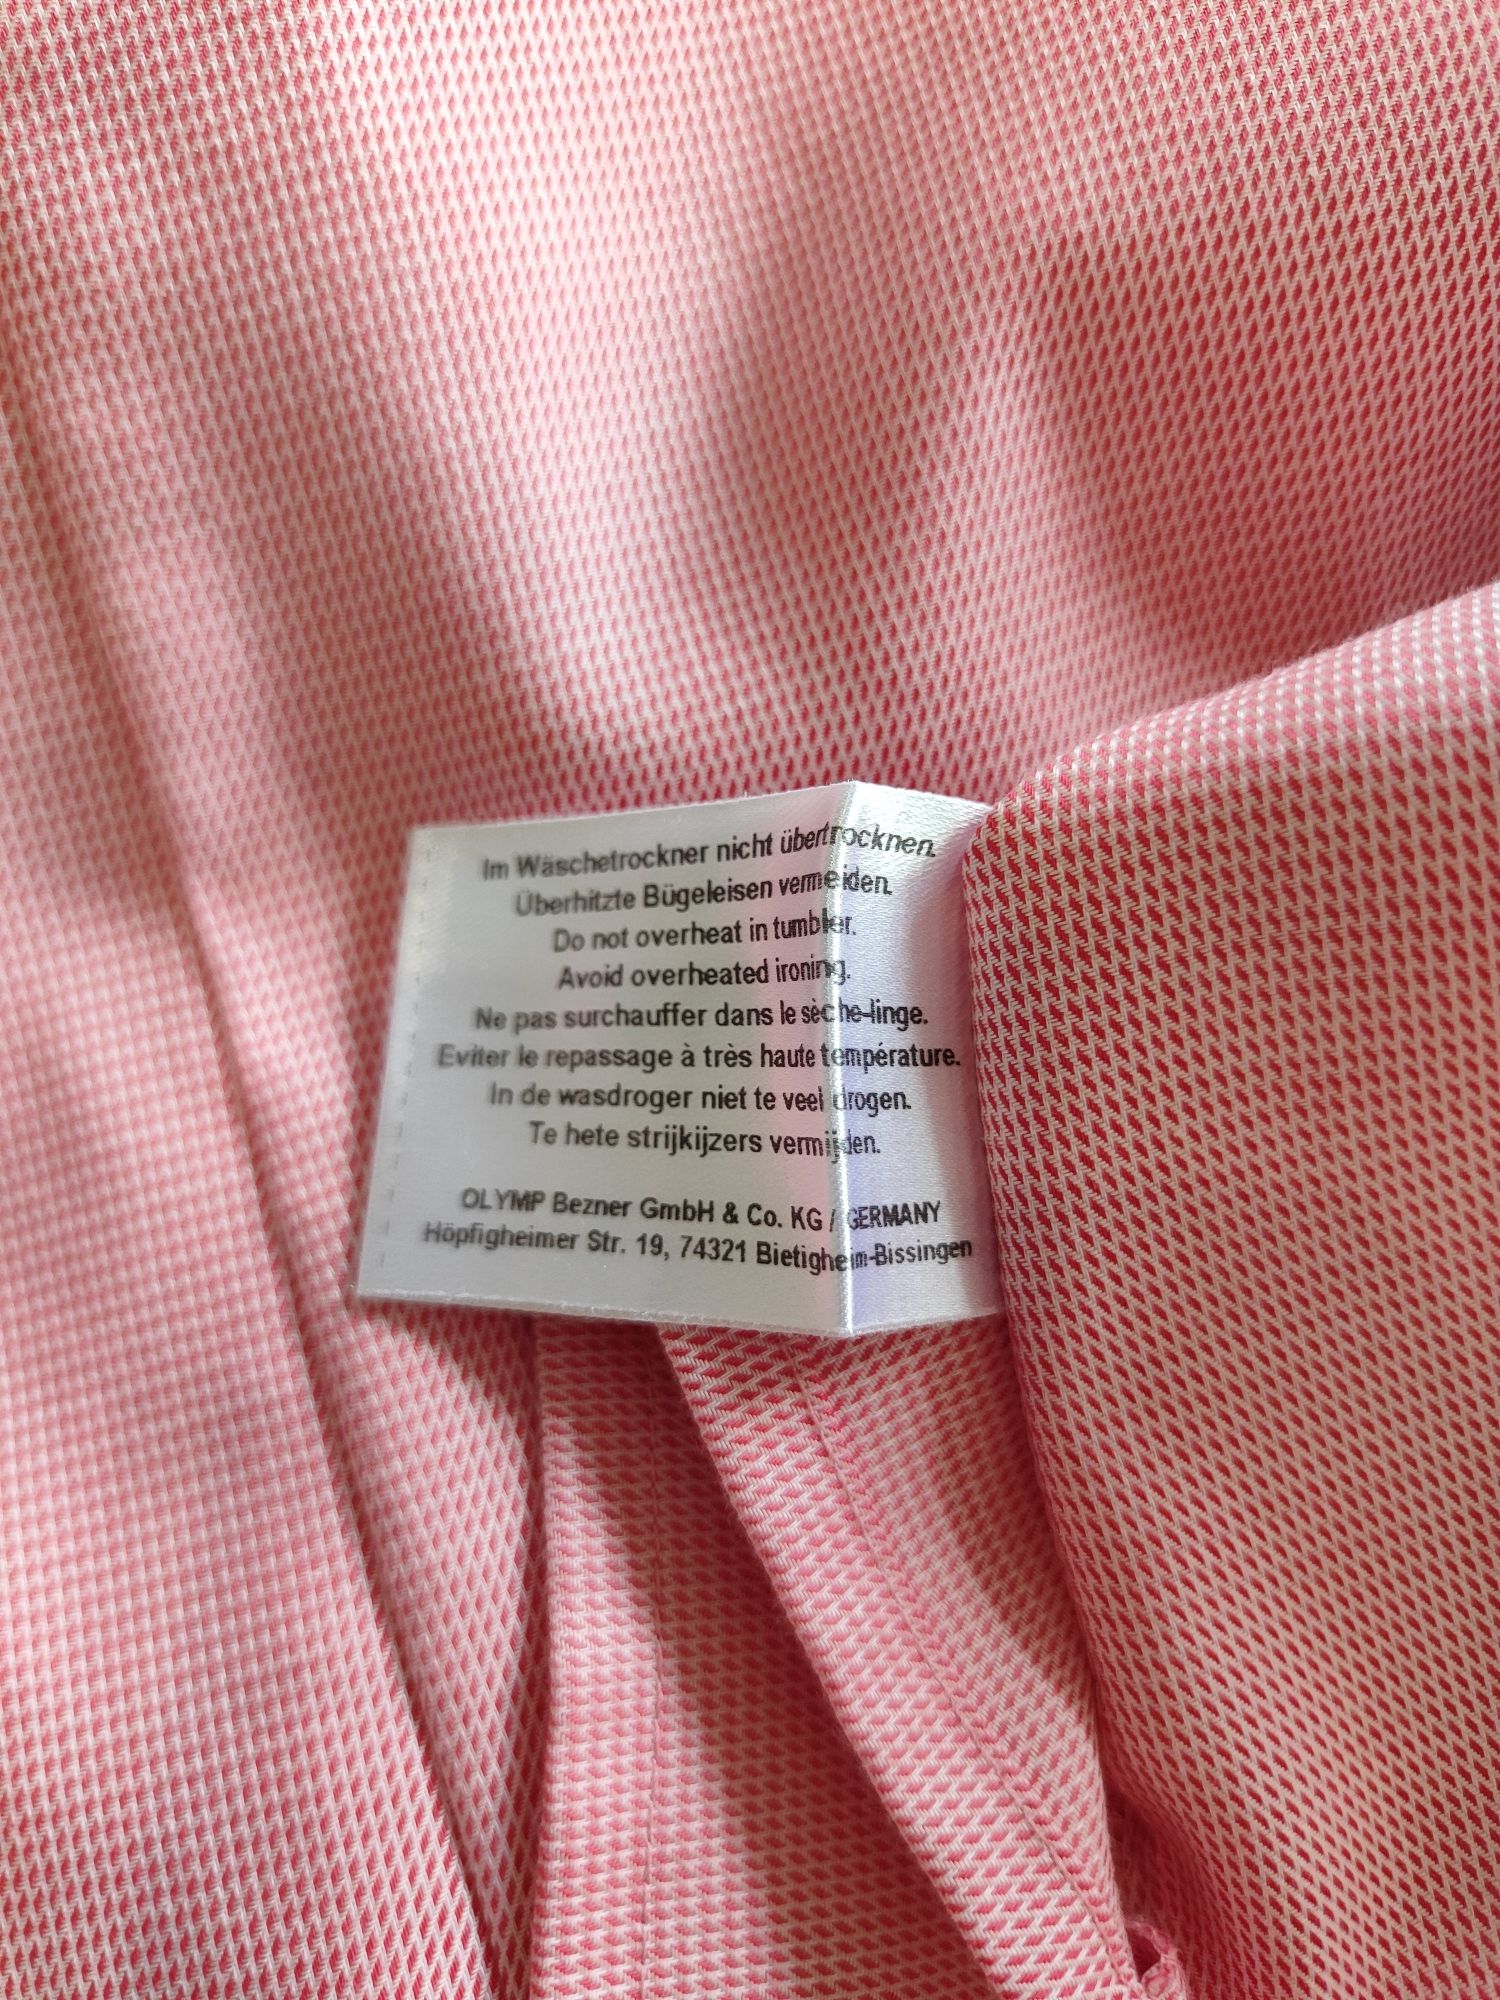 Im Wäschetrockner nicht übertrocknen.
Überhitzte Bügeleisen vermeiden.
Do not overheat in tumbler.
Avoid overheated ironing.
Ne pas surchauffer dans le sèche-linge.
Eviter le repassage à très haute température.
In de wasdroger niet te veel drogen.
Te hete strijkijzers vermijden.
OLYMP Bezner GmbH & Co. KG / GERMANY
Höpfigheimer Str. 19, 74321 Bietigheim-Bissingen